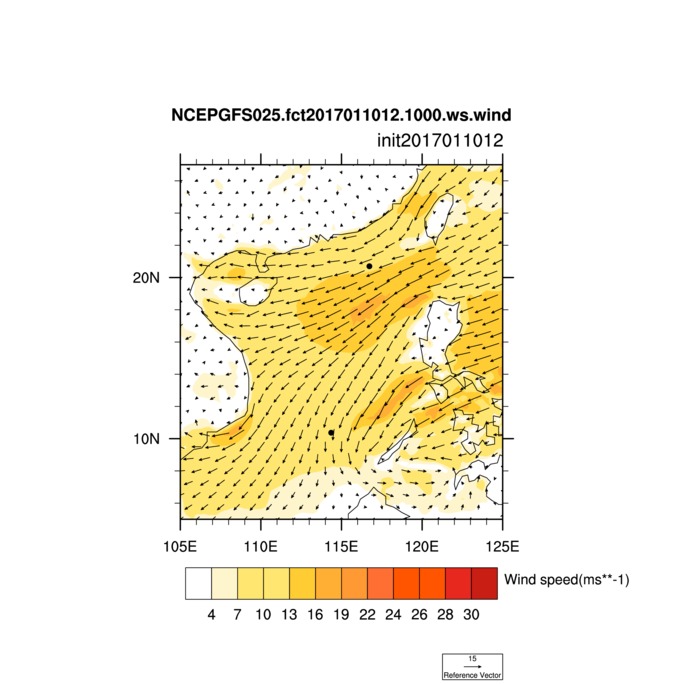 NCEPGFS025.fct2017011012.1000.ws.wind
init2017011012
20N
10N
105E 110E 115E 120E 125E
Wind speed(ms**-1)
4 7 10 13 16 19 22 24 26 28 30
15
Reference Vector